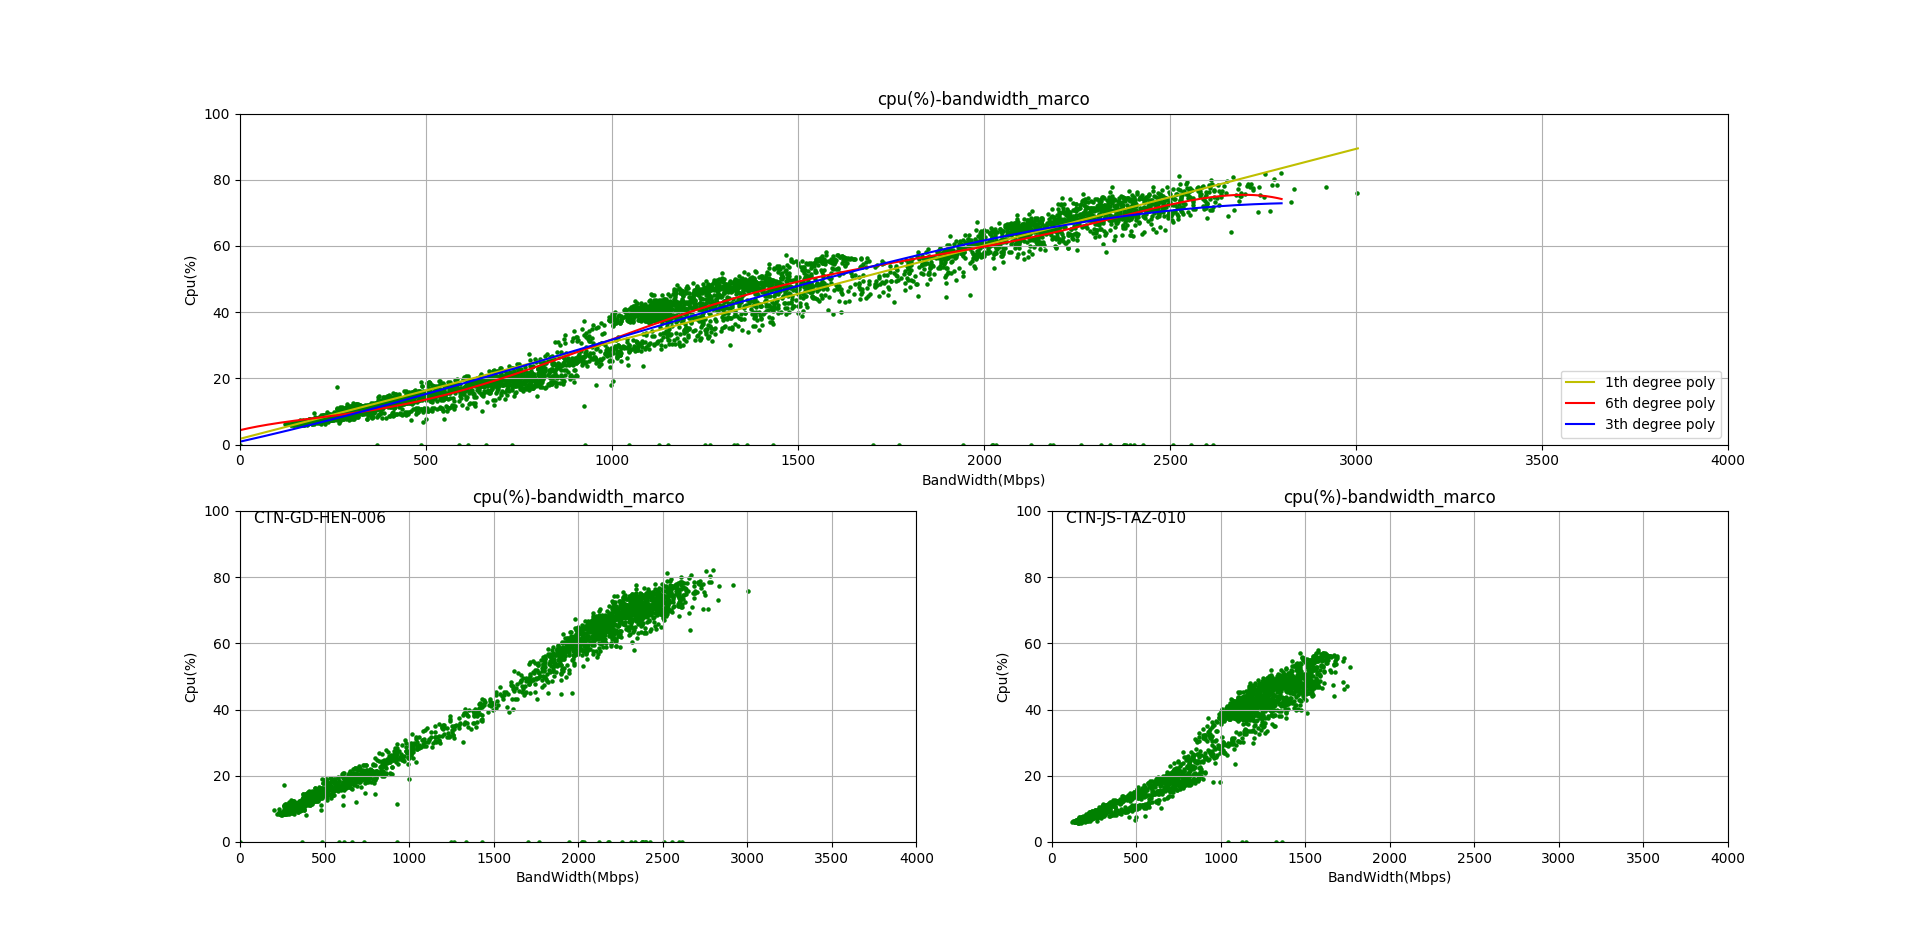 cpu(%)-bandwidth_marco
100
80
60
40
20
0
Cpu(%)
1th degree poly
6th degree poly
3th degree poly
0 500 1000 1500 2000 2500 3000 3500 4000
BandWidth(Mbps)
cpu(%)-bandwidth_marco
CTN-GD-HEN-006
100
80
60
40
20
0
Cpu(%)
0 500 1000 1500 2000 2500 3000 3500 4000
BandWidth(Mbps)
cpu(%)-bandwidth_marco
CTN-JS-TAZ-010
100
80
60
40
20
0
Cpu(%)
0 500 1000 1500 2000 2500 3000 3500 4000
BandWidth(Mbps)